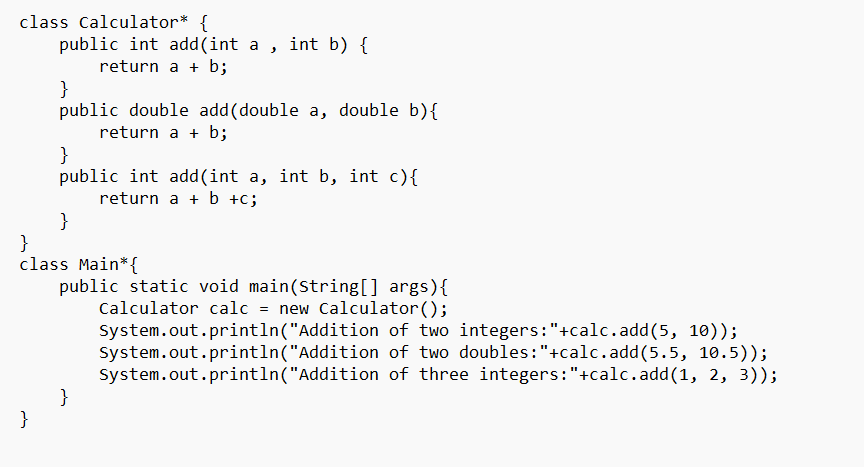 class Calculator* {
    public int add(int a , int b) {
        return a + b;
    }
    public double add(double a, double b){
        return a + b;
    }
    public int add(int a, int b, int c){
        return a + b +c;
    }
}
class Main*{
    public static void main(String[] args){
        Calculator calc = new Calculator();
        System.out.println("Addition of two integers:"+calc.add(5, 10));
        System.out.println("Addition of two doubles:"+calc.add(5.5, 10.5));
        System.out.println("Addition of three integers:"+calc.add(1, 2, 3));
    }
}